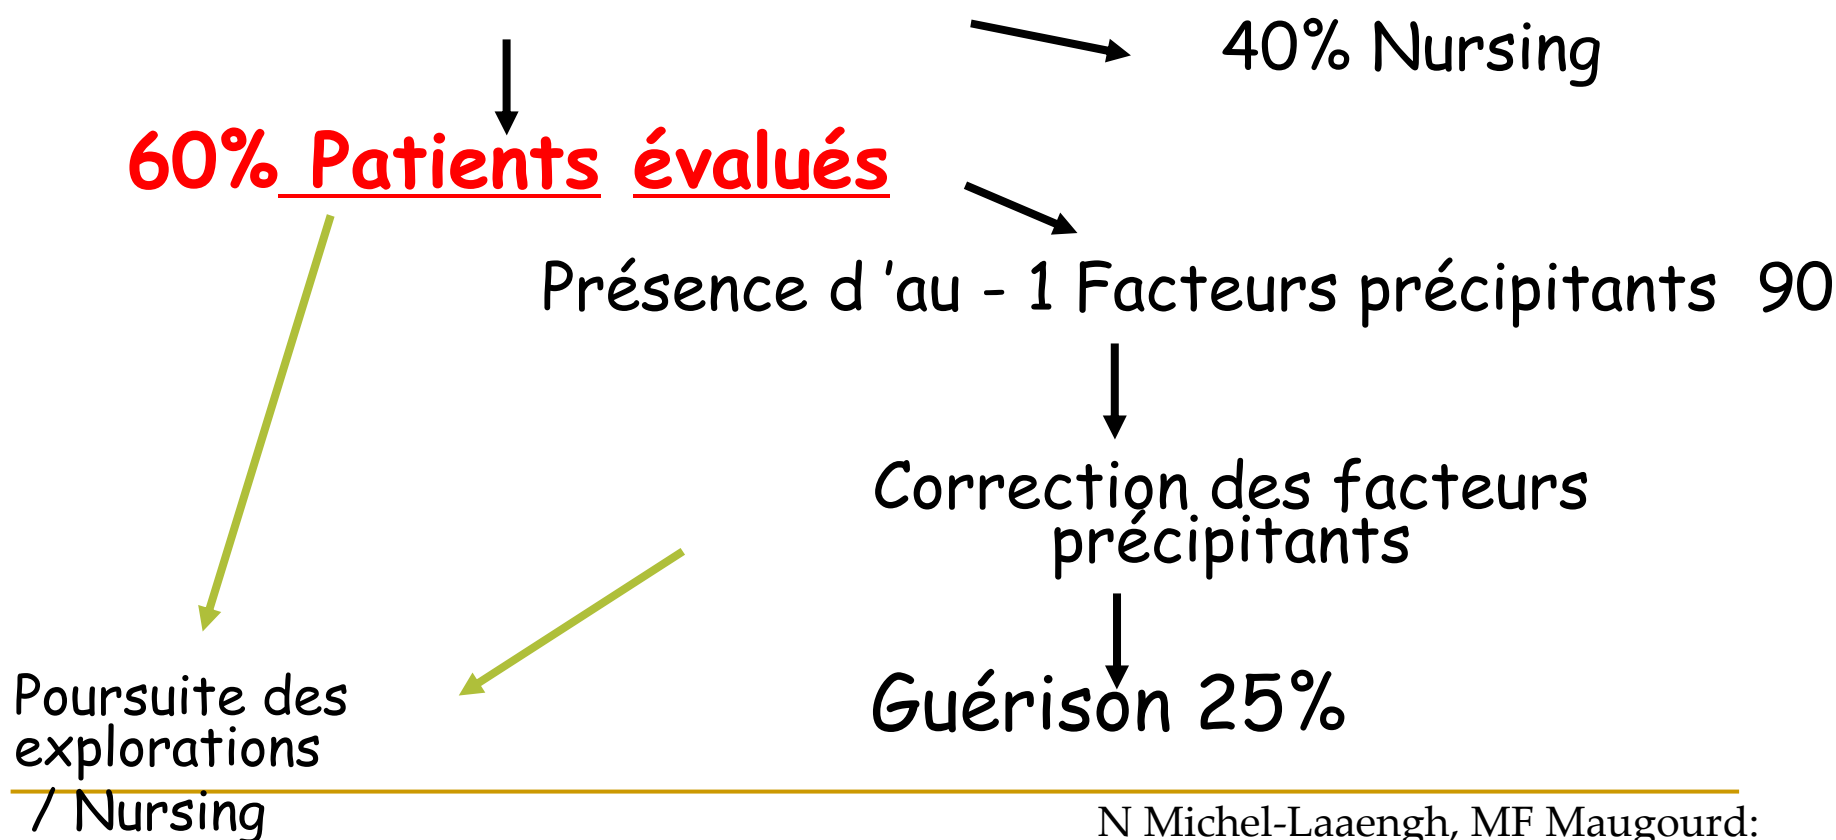 40% Nursing
60% Patients évalués
Présence d ’au - 1 Facteurs précipitants 90
Correction des facteurs
précipitants
Guérison 25%
Poursuite des
explorations
/ Nursing
N Michel-Laaengh, MF Maugourd: